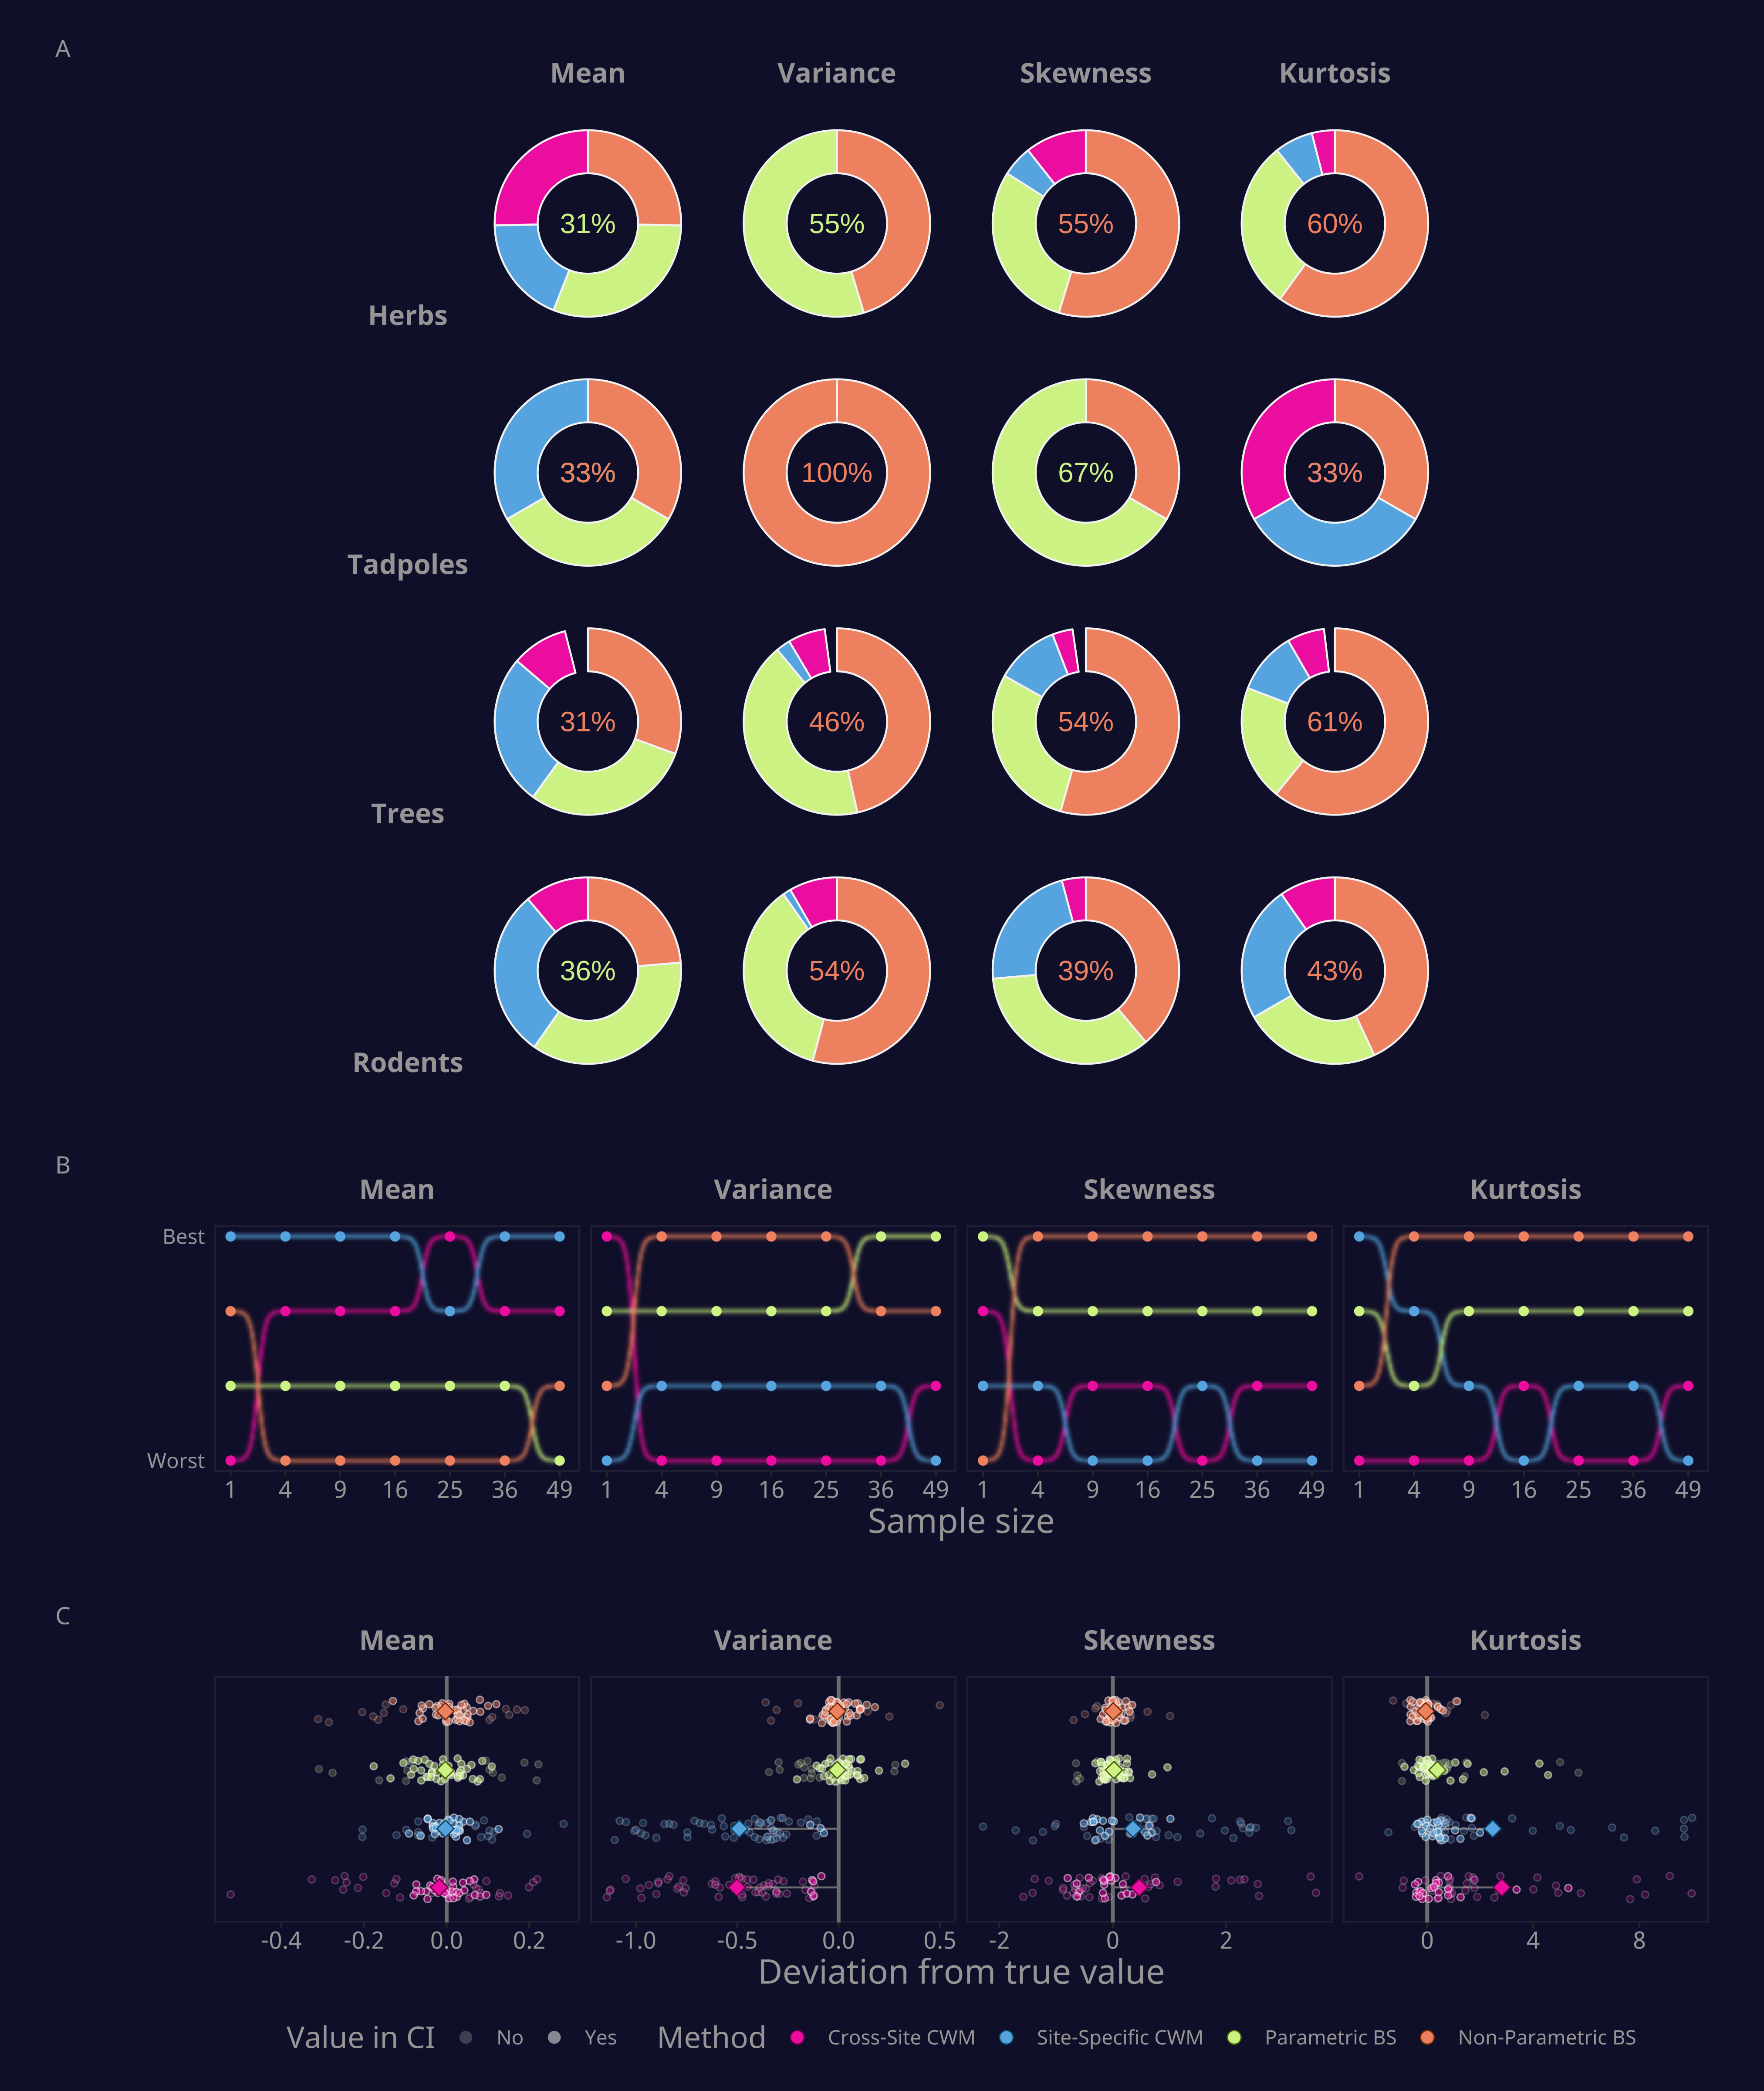 A
Mean Variance Skewness Kurtosis
31% 55% 55% 60%
Herbs
33% 100% 67% 33%
Tadpoles
31% 46% 54% 61%
Trees
36% 54% 39% 43%
Rodents
B
Mean Variance Skewness Kurtosis
Best
Worst
1 4 9 16 25 36 49 1 4 9 16 25 36 49 1 4 9 16 25 36 49 1 4 9 16 25 36 49
Sample size
C
Mean Variance Skewness Kurtosis
-0.4 -0.2 0.0 0.2 -1.0 -0.5 0.0 0.5 -2 0 2 0 4 8
Deviation from true value
Value in CI No Yes Method Cross-Site CWM Site-Specific CWM Parametric BS Non-Parametric BS